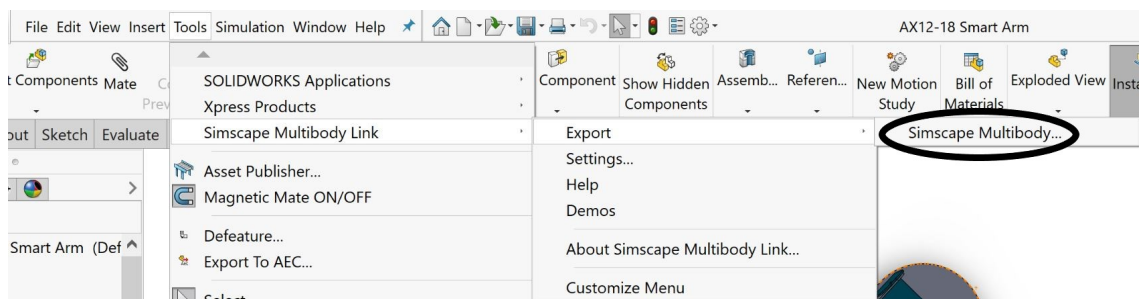 File Edit View Insert Tools Simulation Window Help
AX12-18 Smart Arm
Components Mate
Component Show Hidden Components Assemb... Referen... New Motion Study Bill of Materials Exploded View
Sketch Evaluate
SOLIDWORKS Applications
Xpress Products
Simscape Multibody Link
Asset Publisher...
Magnetic Mate ON/OFF
Defeature...
Export To AEC...
Export
Settings...
Help
Demos
About Simscape Multibody Link...
Customize Menu
Simscape Multibody...
Smart Arm (Def